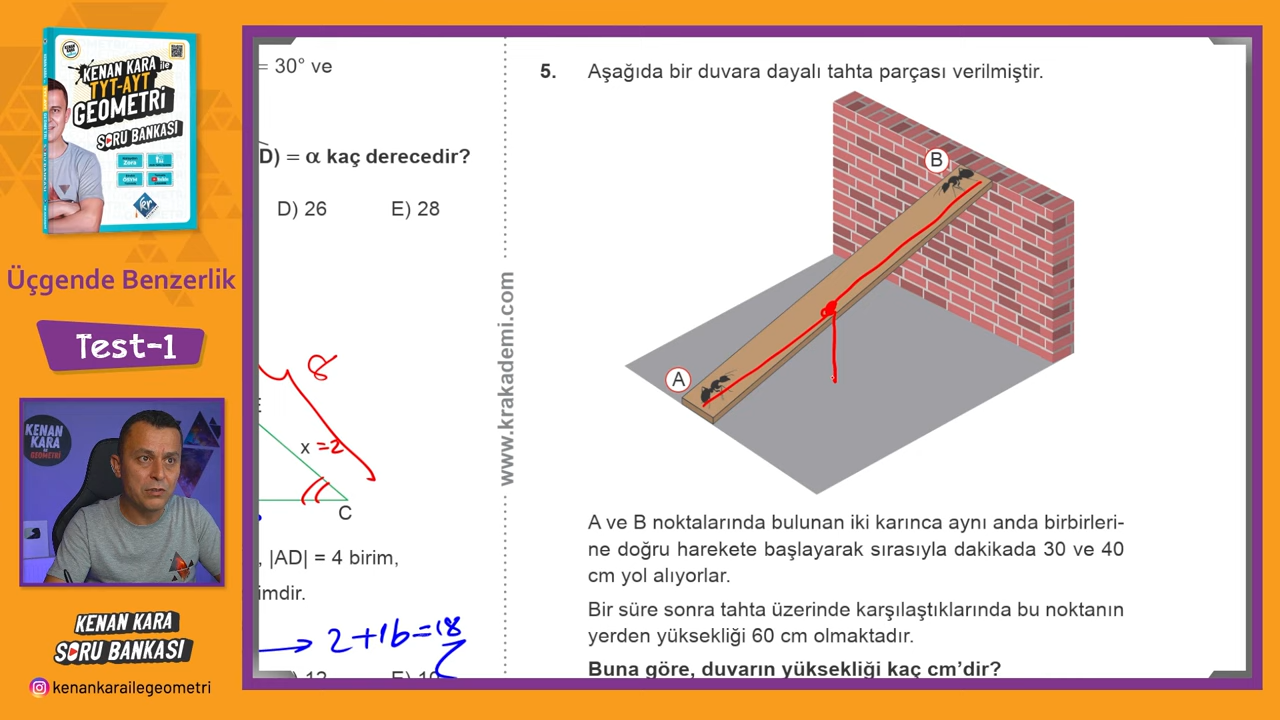 KENAN KARA ile
TYT-AYT
GEOMETRİ
SORU BANKASI
Üçgende Benzerlik
Test-1
KENAN
KARA
ile
GEOMETRİ
KENAN KARA
SORU BANKASI
kenankarailegeometri
= 30° ve
D) = α kaç derecedir?
D) 26 E) 28
8
x =2
C
, |AD| = 4 birim,
imdir.
→ 2+16=18
www.krakademi.com
5. Aşağıda bir duvara dayalı tahta parçası verilmiştir.
B
A
A ve B noktalarında bulunan iki karınca aynı anda birbirleri-
ne doğru harekete başlayarak sırasıyla dakikada 30 ve 40
cm yol alıyorlar.
Bir süre sonra tahta üzerinde karşılaştıklarında bu noktanın
yerden yüksekliği 60 cm olmaktadır.
Buna göre, duvarın yüksekliği kaç cm'dir?